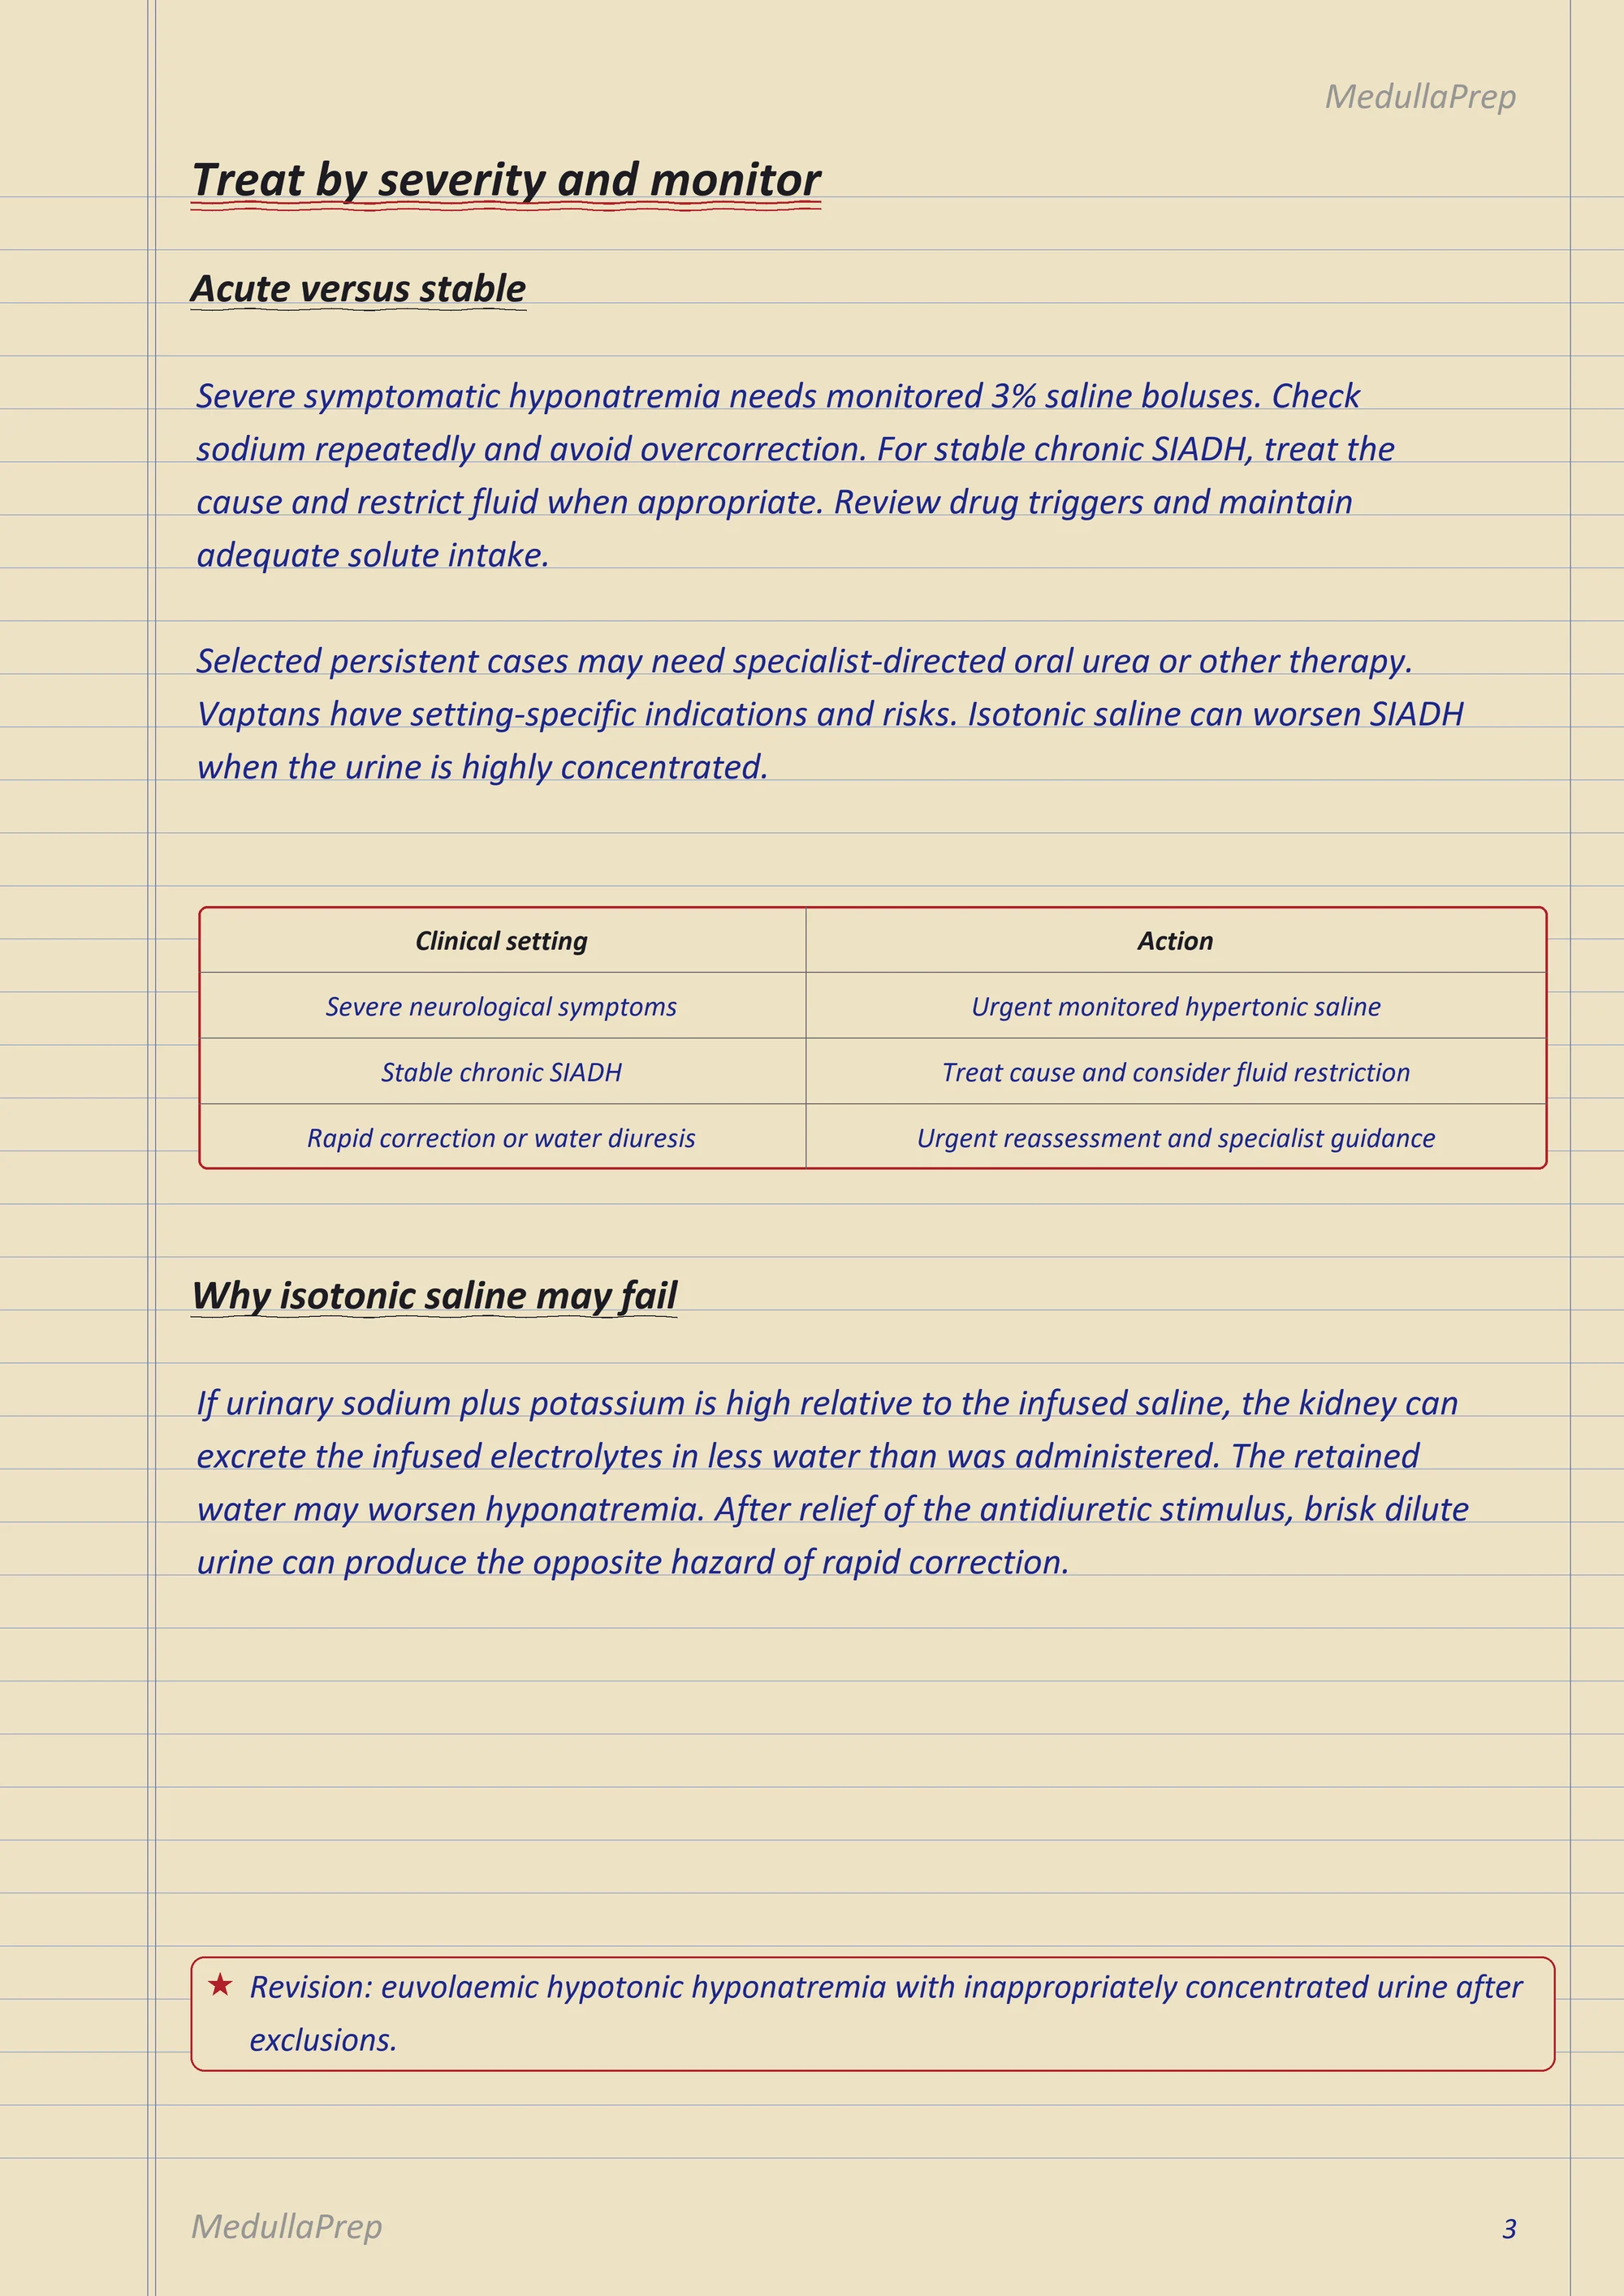 MedullaPrep
Treat by severity and monitor
Acute versus stable
Severe symptomatic hyponatremia needs monitored 3% saline boluses. Check
sodium repeatedly and avoid overcorrection. For stable chronic SIADH, treat the
cause and restrict fluid when appropriate. Review drug triggers and maintain
adequate solute intake.
Selected persistent cases may need specialist-directed oral urea or other therapy.
Vaptans have setting-specific indications and risks. Isotonic saline can worsen SIADH
when the urine is highly concentrated.
Clinical setting Action
Severe neurological symptoms Urgent monitored hypertonic saline
Stable chronic SIADH Treat cause and consider fluid restriction
Rapid correction or water diuresis Urgent reassessment and specialist guidance
Why isotonic saline may fail
If urinary sodium plus potassium is high relative to the infused saline, the kidney can
excrete the infused electrolytes in less water than was administered. The retained
water may worsen hyponatremia. After relief of the antidiuretic stimulus, brisk dilute
urine can produce the opposite hazard of rapid correction.
★ Revision: euvolaemic hypotonic hyponatremia with inappropriately concentrated urine after
exclusions.
MedullaPrep 3